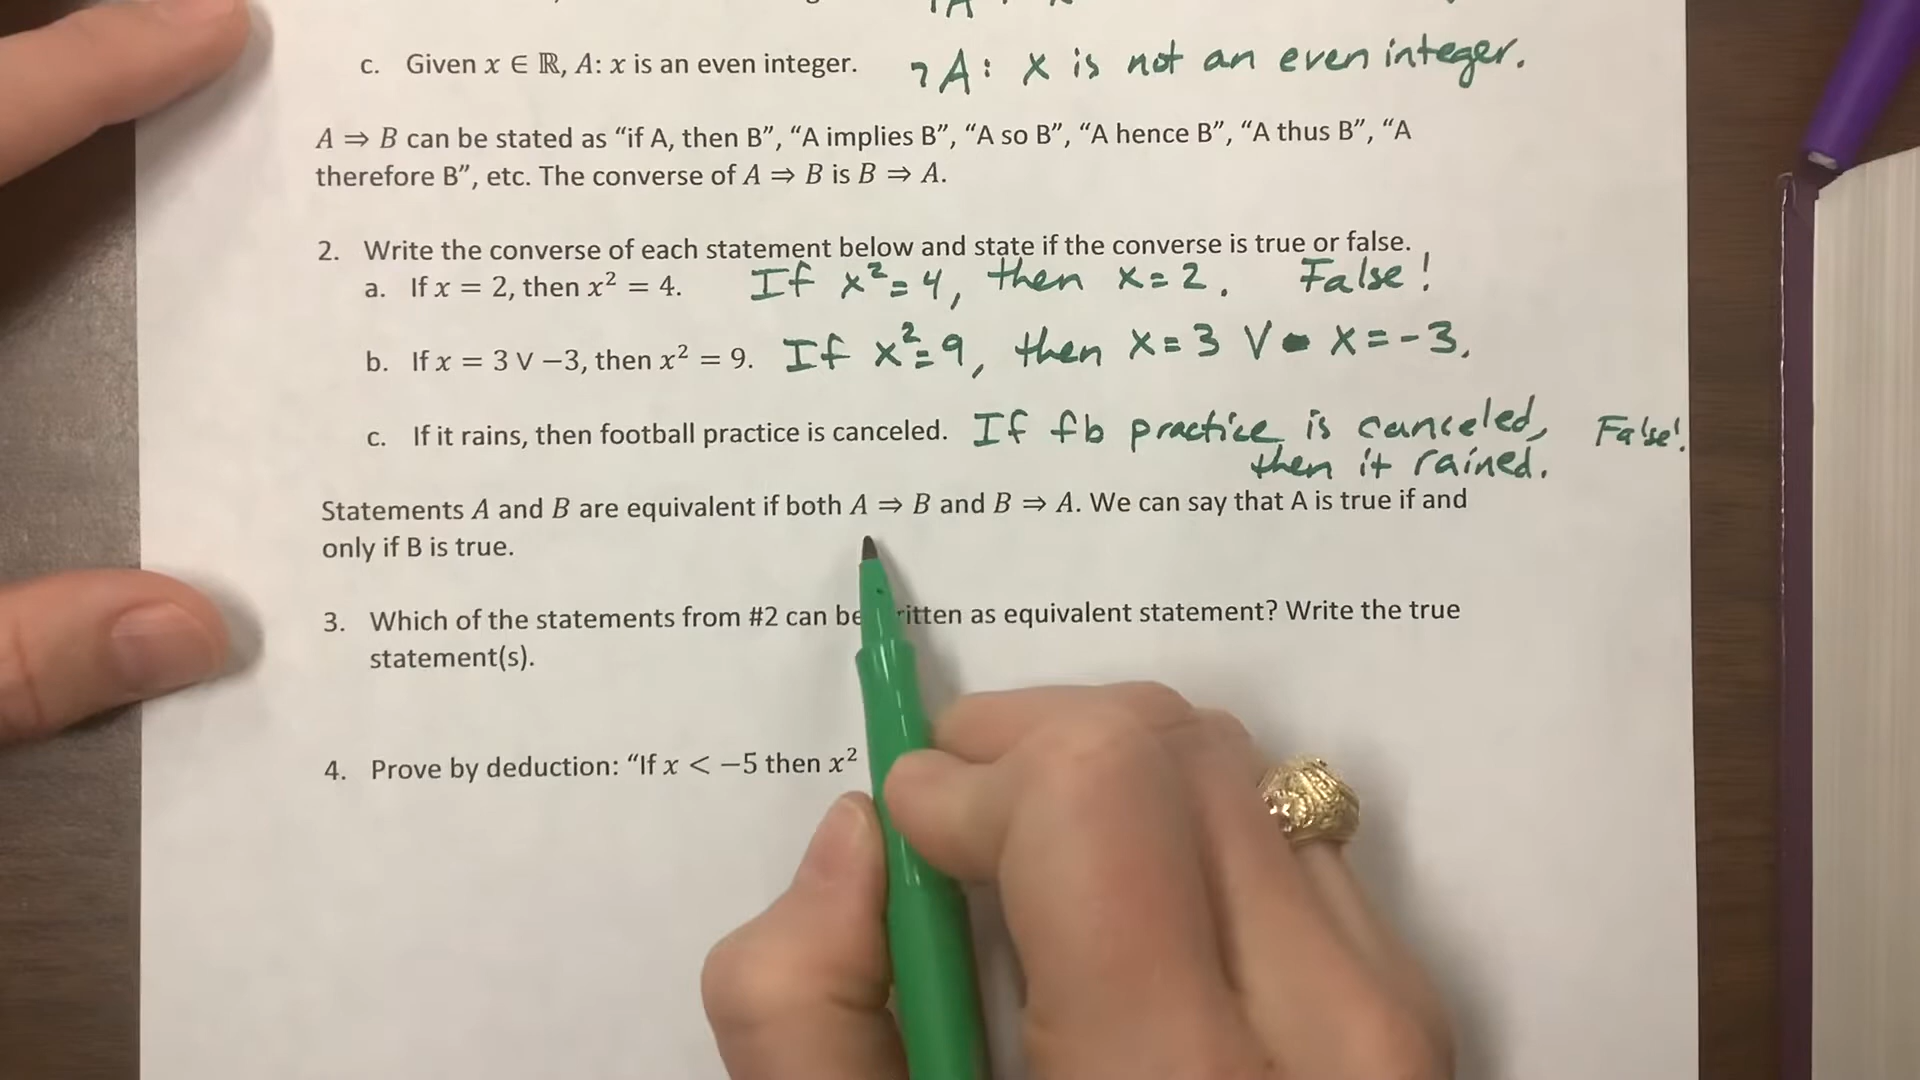 c. Given x ∈ ℝ, A: x is an even integer. ¬A: x is not an even integer.
A ⇒ B can be stated as “if A, then B”, “A implies B”, “A so B”, “A hence B”, “A thus B”, “A
therefore B”, etc. The converse of A ⇒ B is B ⇒ A.
2. Write the converse of each statement below and state if the converse is true or false.
a. If x = 2, then x² = 4. If x² = 4, then x = 2. False!
b. If x = 3 ∨ −3, then x² = 9. If x² = 9, then x = 3 ∨ x = -3.
c. If it rains, then football practice is canceled. If fb practice is canceled, False!
then it rained.
Statements A and B are equivalent if both A ⇒ B and B ⇒ A. We can say that A is true if and
only if B is true.
3. Which of the statements from #2 can be as equivalent statement? Write the true
statement(s).
4. Prove by deduction: “If x < −5 then x²